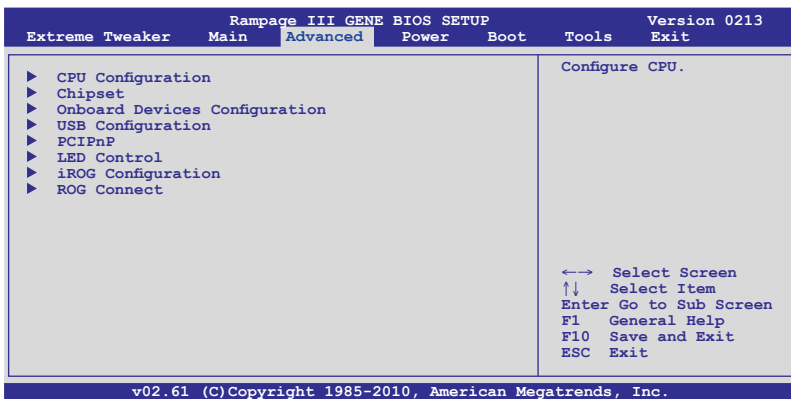 Rampage III GENE BIOS SETUP Version 0213
Extreme Tweaker Main Advanced Power Boot Tools Exit
▶ CPU Configuration
▶ Chipset
▶ Onboard Devices Configuration
▶ USB Configuration
▶ PCIPnP
▶ LED Control
▶ iROG Configuration
▶ ROG Connect
Configure CPU.
←→ Select Screen
↑↓ Select Item
Enter Go to Sub Screen
F1 General Help
F10 Save and Exit
ESC Exit
v02.61 (C)Copyright 1985-2010, American Megatrends, Inc.